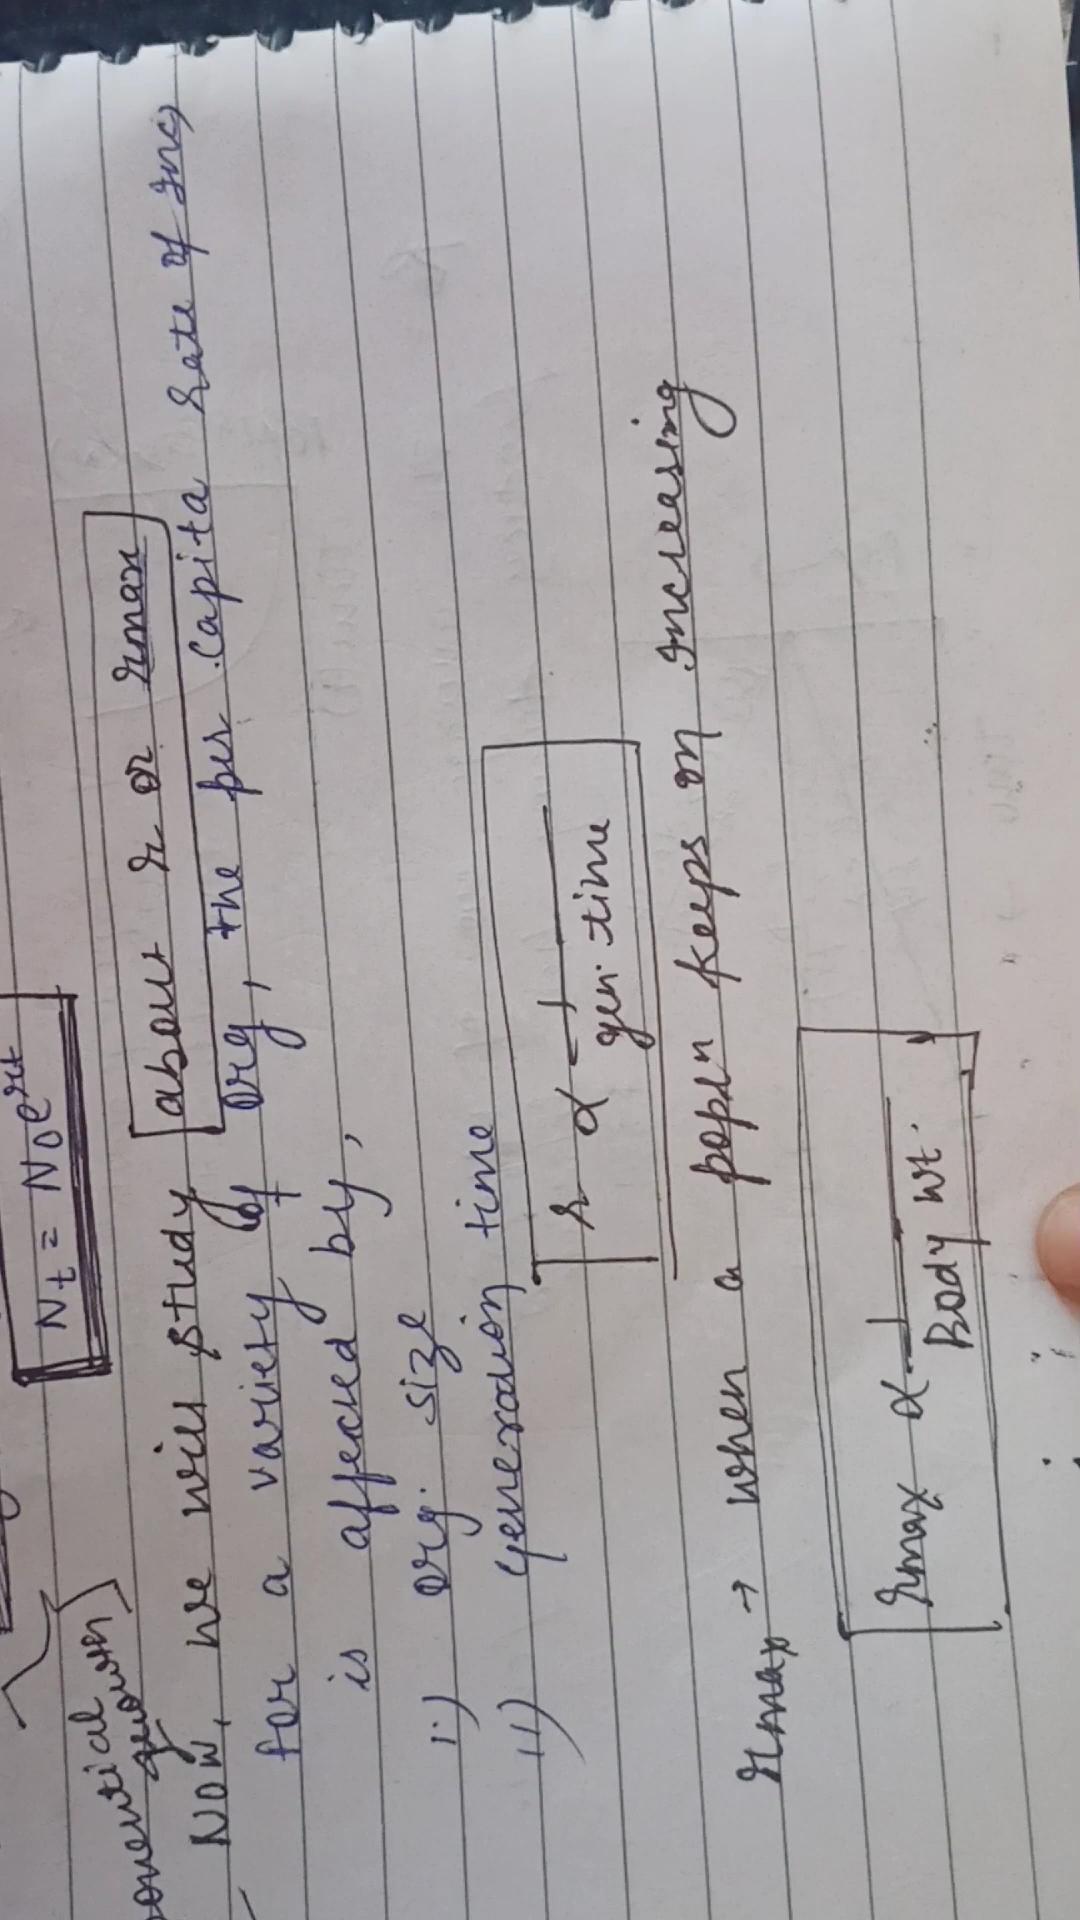 Nt = N0e^rt
onential growth
Now, we will study about r or rmax
for a variety of org, the per capita rate of Inc)
is affected by,
i) org. size
ii) generation time
r α 1/gen. time
rmax → when a popl^n keeps on Increasing
rmax α 1/Body wt.